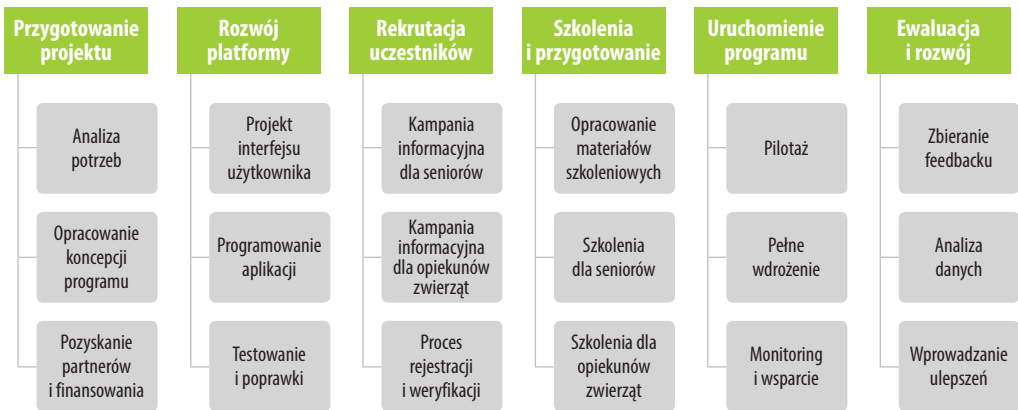 Przygotowanie
projektu
Analiza
potrzeb
Opracowanie
koncepcji
programu
Pozyskanie
partnerów
i finansowania
Rozwój
platformy
Projekt
interfejsu
użytkownika
Programowanie
aplikacji
Testowanie
i poprawki
Rekrutacja
uczestników
Kampania
informacyjna
dla seniorów
Kampania
informacyjna
dla opiekunów
zwierząt
Proces
rejestracji
i weryfikacji
Szkolenia
i przygotowanie
Opracowanie
materiałów
szkoleniowych
Szkolenia
dla seniorów
Szkolenia dla
opiekunów
zwierząt
Uruchomienie
programu
Pilotaż
Pełne
wdrożenie
Monitoring
i wsparcie
Ewaluacja
i rozwój
Zbieranie
feedbacku
Analiza
danych
Wprowadzanie
ulepszeń